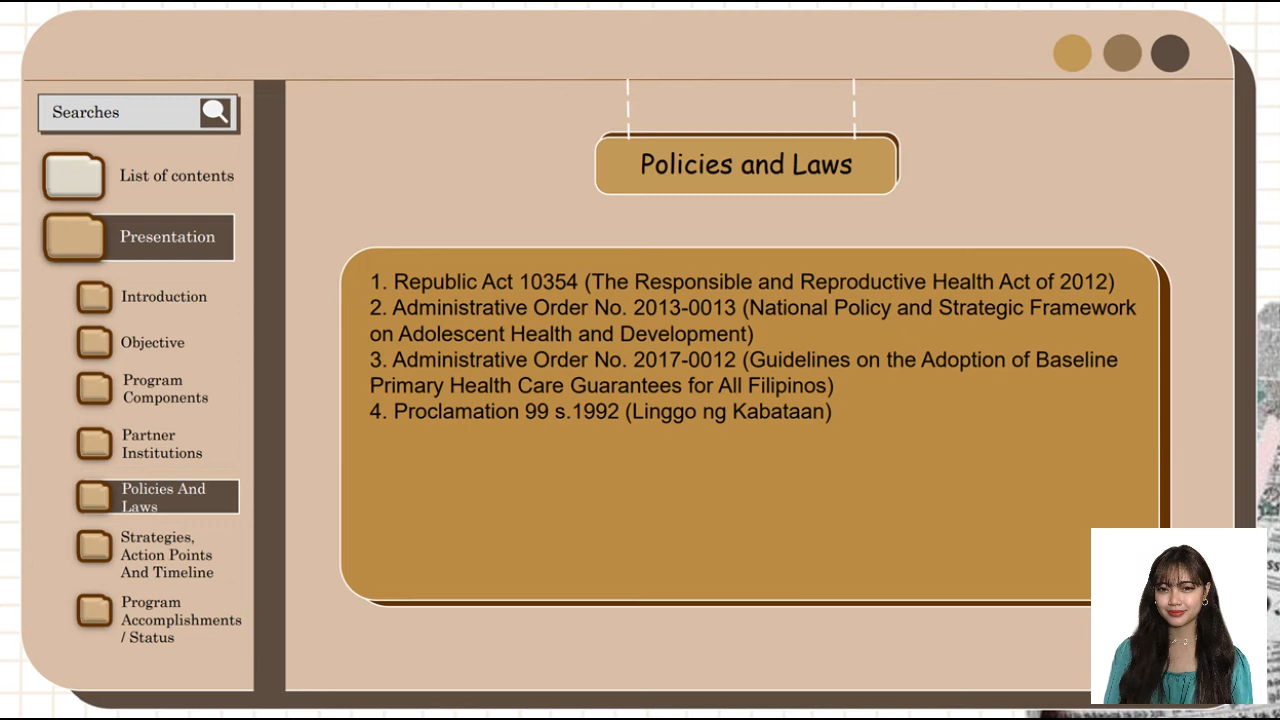 Searches
List of contents
Presentation
Introduction
Objective
Program
Components
Partner
Institutions
Policies And
Laws
Strategies,
Action Points
And Timeline
Program
Accomplishments
/ Status
Policies and Laws
1. Republic Act 10354 (The Responsible and Reproductive Health Act of 2012)
2. Administrative Order No. 2013-0013 (National Policy and Strategic Framework
on Adolescent Health and Development)
3. Administrative Order No. 2017-0012 (Guidelines on the Adoption of Baseline
Primary Health Care Guarantees for All Filipinos)
4. Proclamation 99 s.1992 (Linggo ng Kabataan)